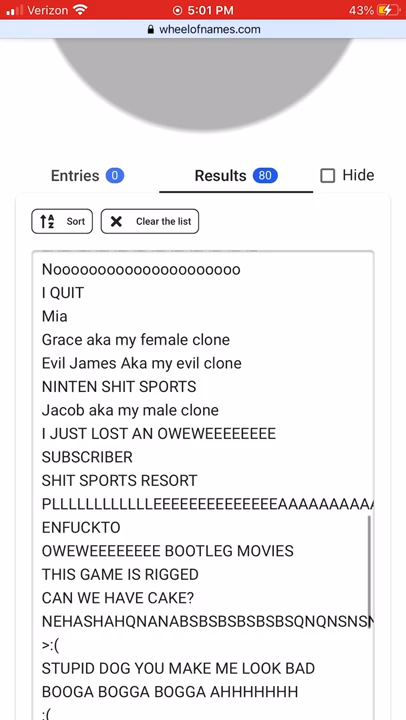 Verizon 5:01 PM 43%
wheelofnames.com
Entries 0 Results 80 Hide
Sort Clear the list
Nooooooooooooooooooooo
I QUIT
Mia
Grace aka my female clone
Evil James Aka my evil clone
NINTEN SHIT SPORTS
Jacob aka my male clone
I JUST LOST AN OWEWEEEEEEEE
SUBSCRIBER
SHIT SPORTS RESORT
PLLLLLLLLLLLLEEEEEEEEEEEEEEAAAAAAAAAA
ENFUCKTO
OWEWEEEEEEEE BOOTLEG MOVIES
THIS GAME IS RIGGED
CAN WE HAVE CAKE?
NEHASHAHQNANABSBSBSBSBSBSQNQNSNSN
>:(
STUPID DOG YOU MAKE ME LOOK BAD
BOOGA BOGGA BOGGA AHHHHHHH
:(